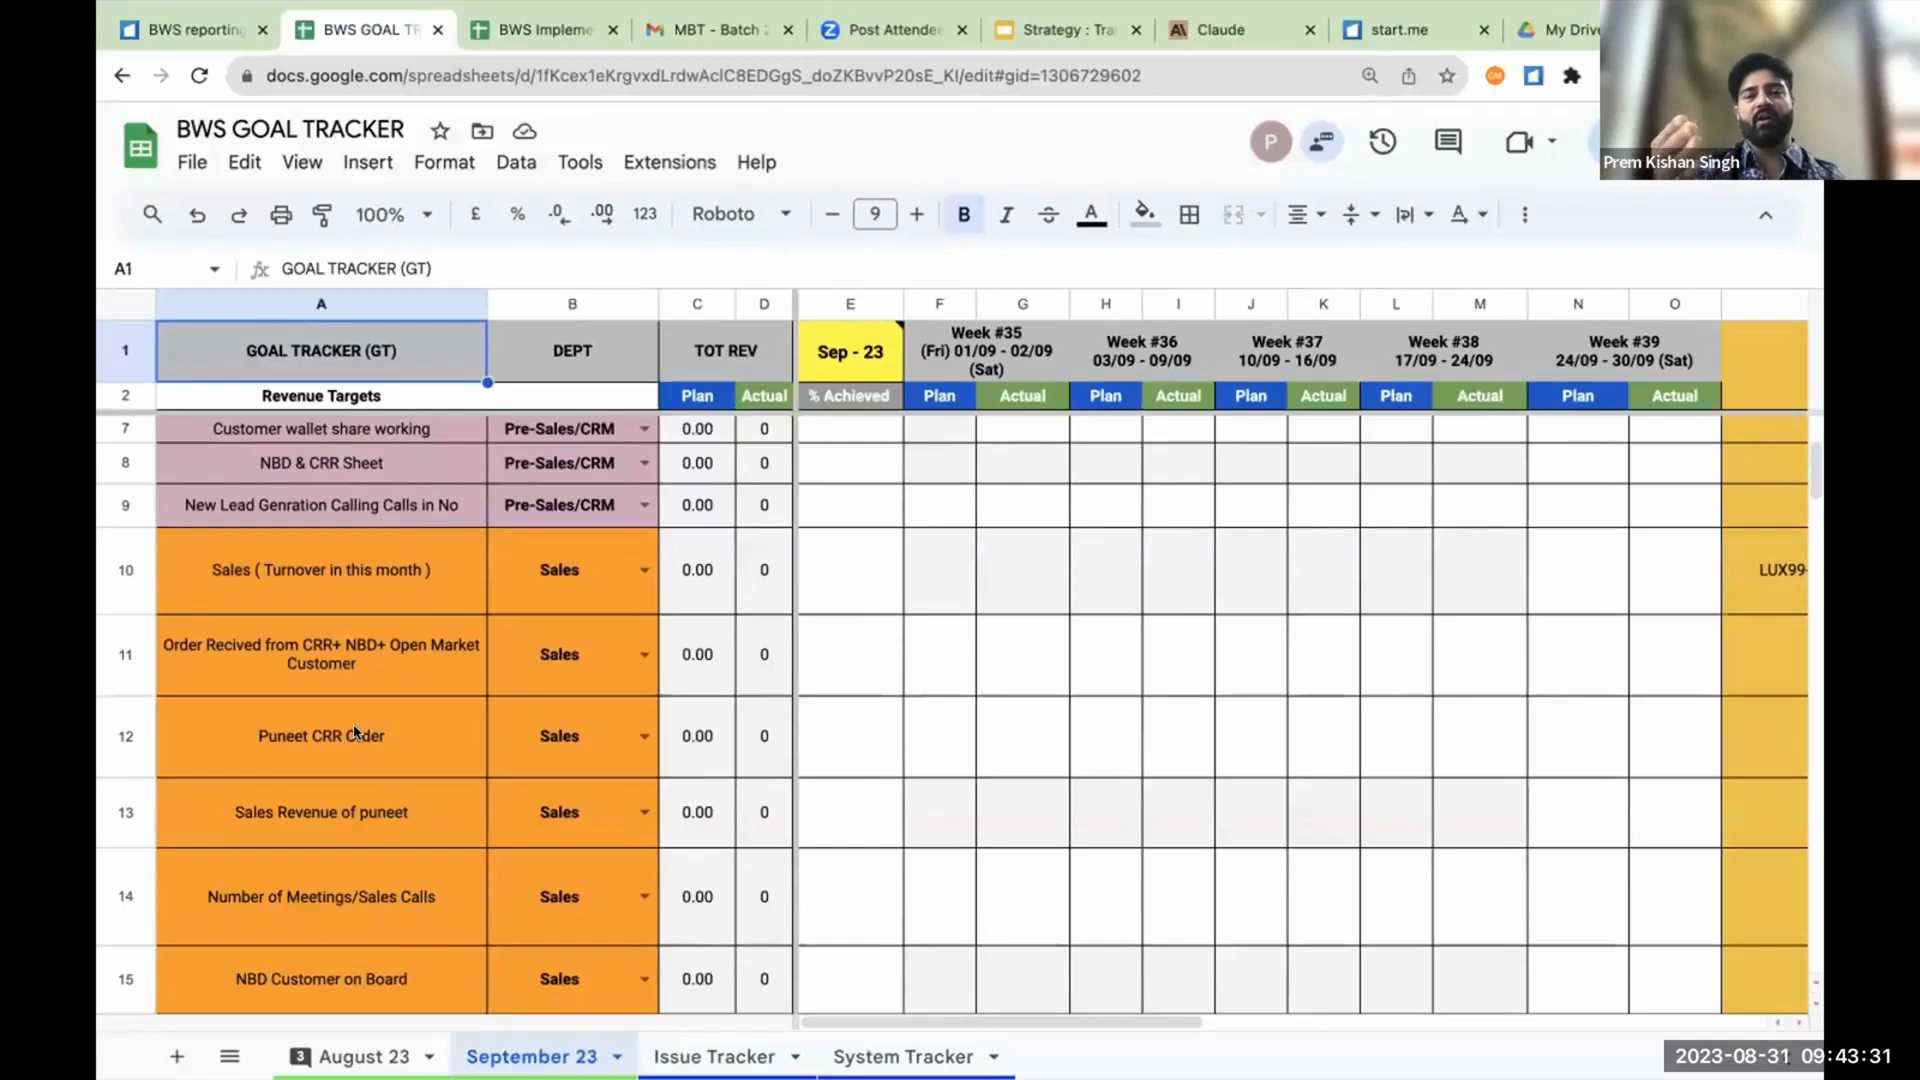 BWS reporting
BWS GOAL TR
BWS Impleme
MBT - Batch
Post Attende
Strategy : Tra
Claude
start.me
My Driv
docs.google.com/spreadsheets/d/1fKcex1eKrgvxdLrdwAclC8EDGgS_doZKBvvP20sE_KI/edit#gid=1306729602
GM
Prem Kishan Singh
BWS GOAL TRACKER
File Edit View Insert Format Data Tools Extensions Help
P
100% £ % .0 .00 123 Roboto 9 B I A
A1 fx GOAL TRACKER (GT)
A B C D E F G H I J K L M N O
1 GOAL TRACKER (GT) DEPT TOT REV Sep - 23 Week #35 (Fri) 01/09 - 02/09 (Sat) Week #36 03/09 - 09/09 Week #37 10/09 - 16/09 Week #38 17/09 - 24/09 Week #39 24/09 - 30/09 (Sat)
2 Revenue Targets Plan Actual % Achieved Plan Actual Plan Actual Plan Actual Plan Actual Plan Actual
7 Customer wallet share working Pre-Sales/CRM 0.00 0
8 NBD & CRR Sheet Pre-Sales/CRM 0.00 0
9 New Lead Genration Calling Calls in No Pre-Sales/CRM 0.00 0
10 Sales ( Turnover in this month ) Sales 0.00 0 LUX99-
11 Order Recived from CRR+ NBD+ Open Market Customer Sales 0.00 0
12 Puneet CRR Order Sales 0.00 0
13 Sales Revenue of puneet Sales 0.00 0
14 Number of Meetings/Sales Calls Sales 0.00 0
15 NBD Customer on Board Sales 0.00 0
3 August 23 September 23 Issue Tracker System Tracker
2023-08-31 09:43:31